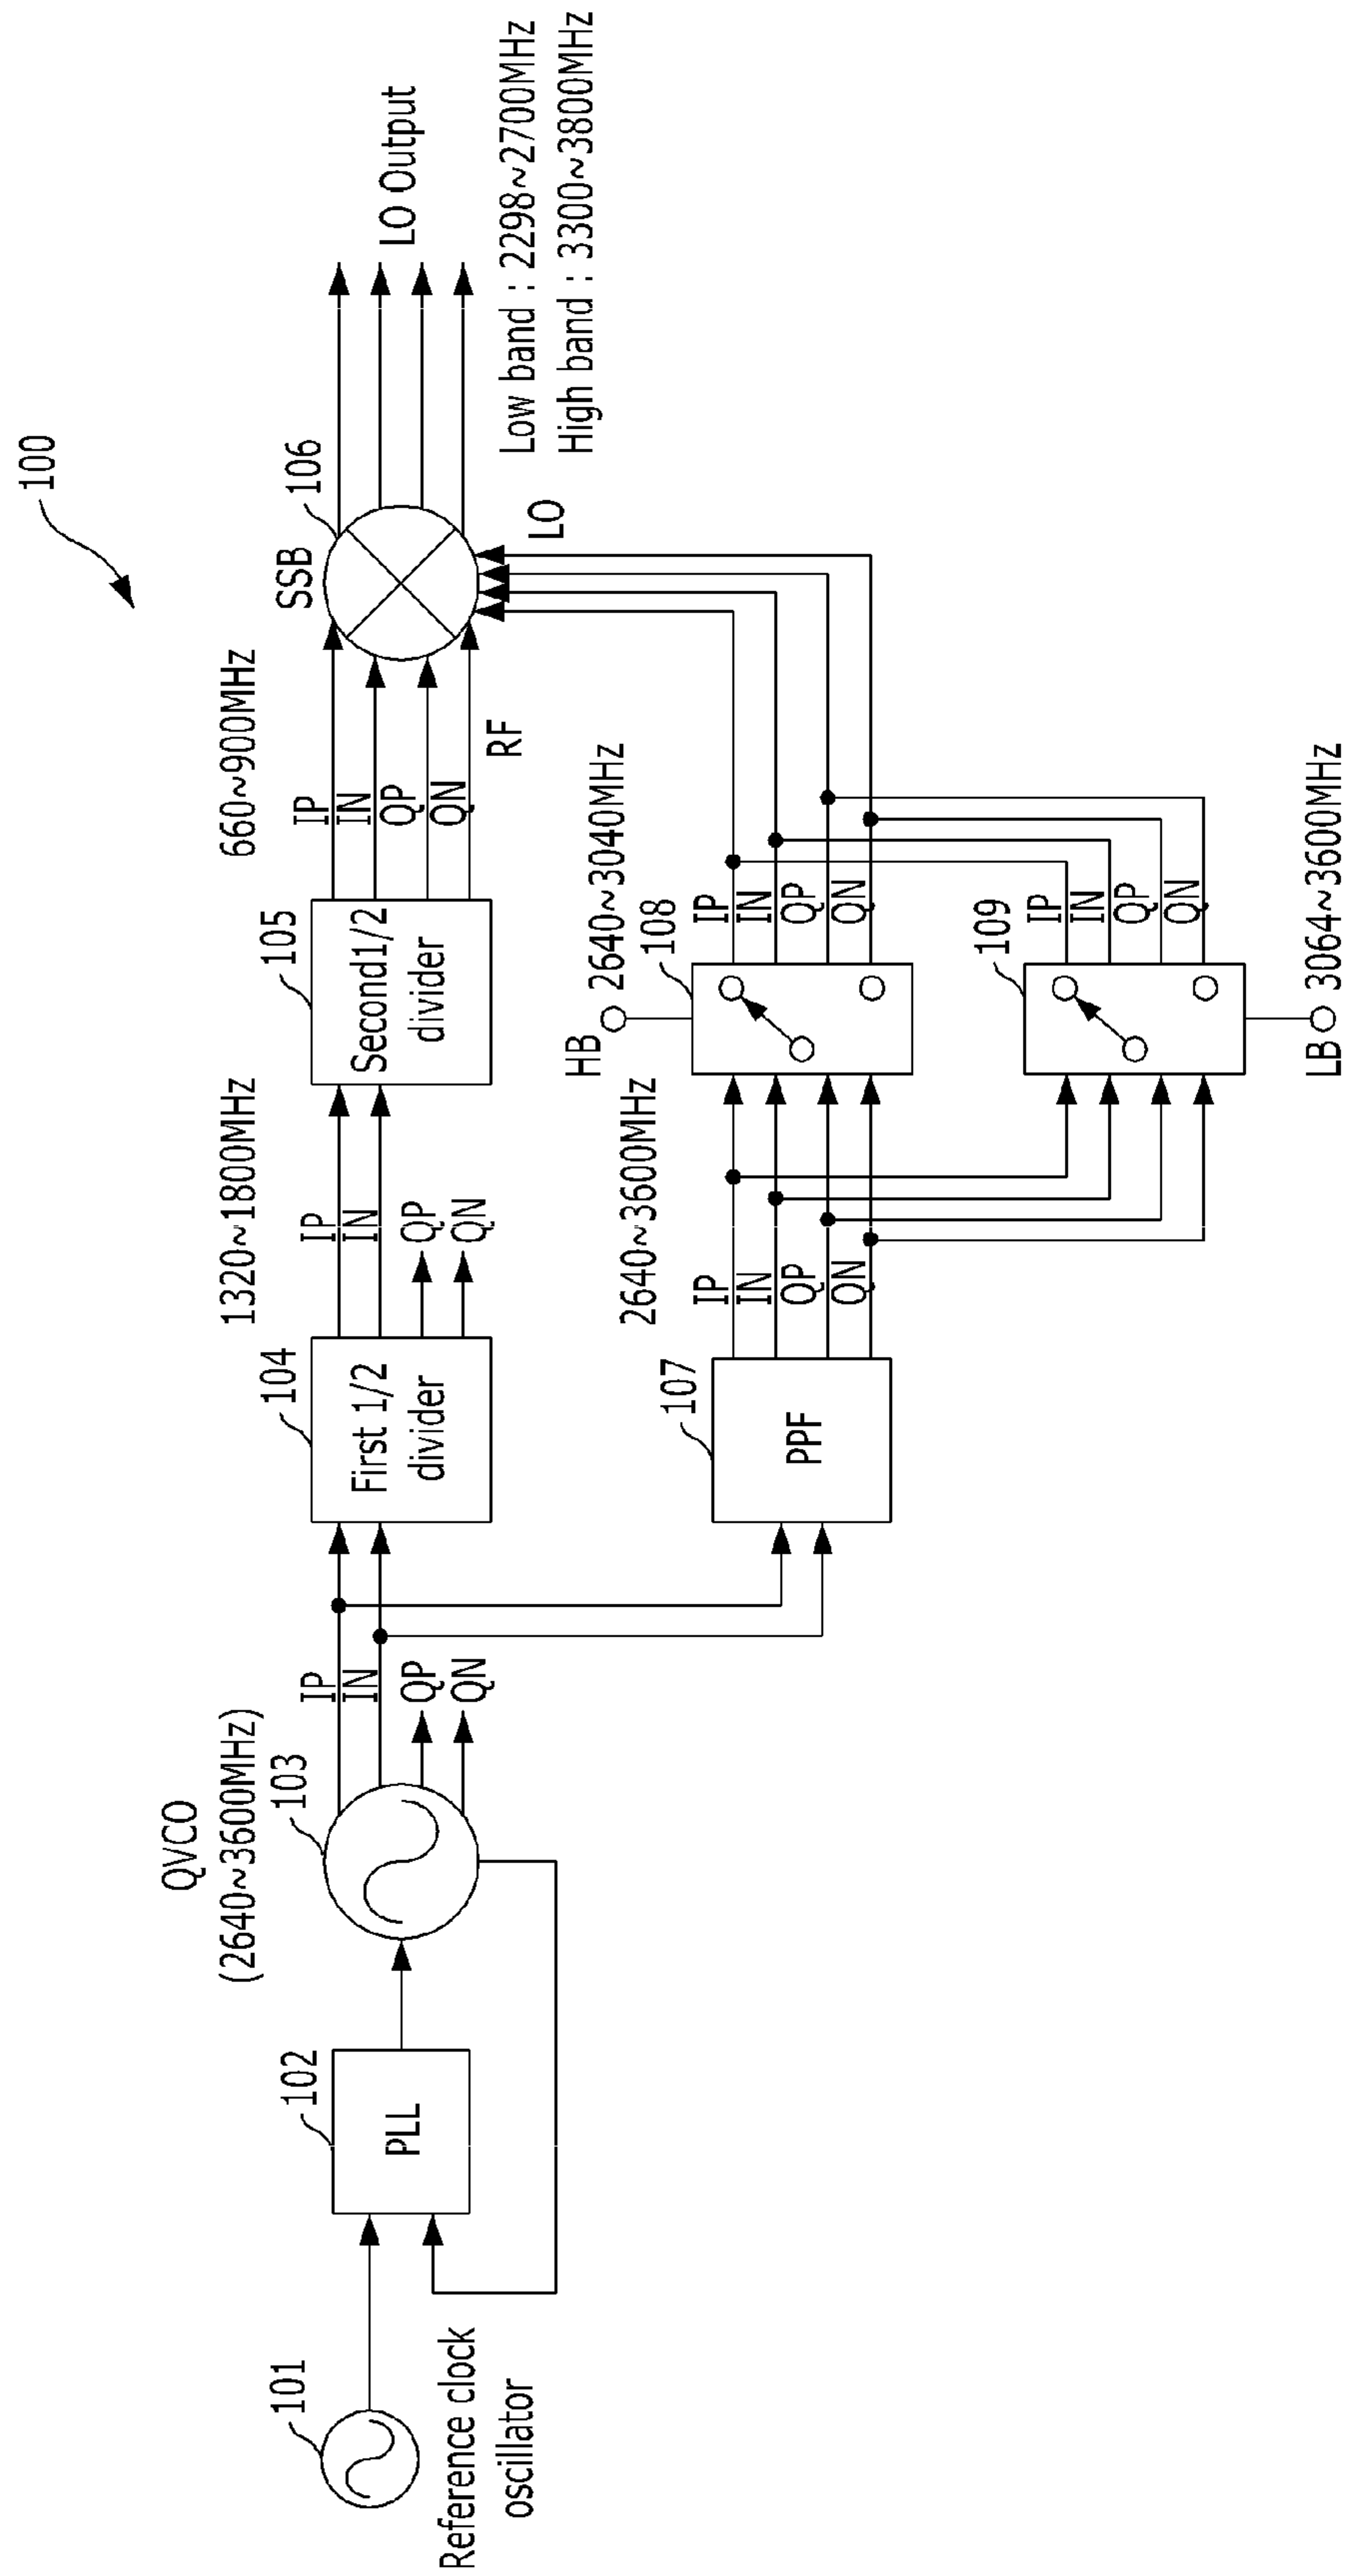 100
QVCO
(2640~3600MHz)
1320~1800MHz
660~900MHz
SSB
101
102
103
104
105
106
Reference clock
oscillator
PLL
IP
IN
QP
QN
First 1/2
divider
IP
IN
QP
QN
Second1/2
divider
IP
IN
QP
QN
RF
LO
LO Output
Low band : 2298~2700MHz
High band : 3300~3800MHz
107
PPF
2640~3600MHz
IP
IN
QP
QN
HB
2640~3040MHz
108
IP
IN
QP
QN
109
IP
IN
QP
QN
LB
3064~3600MHz